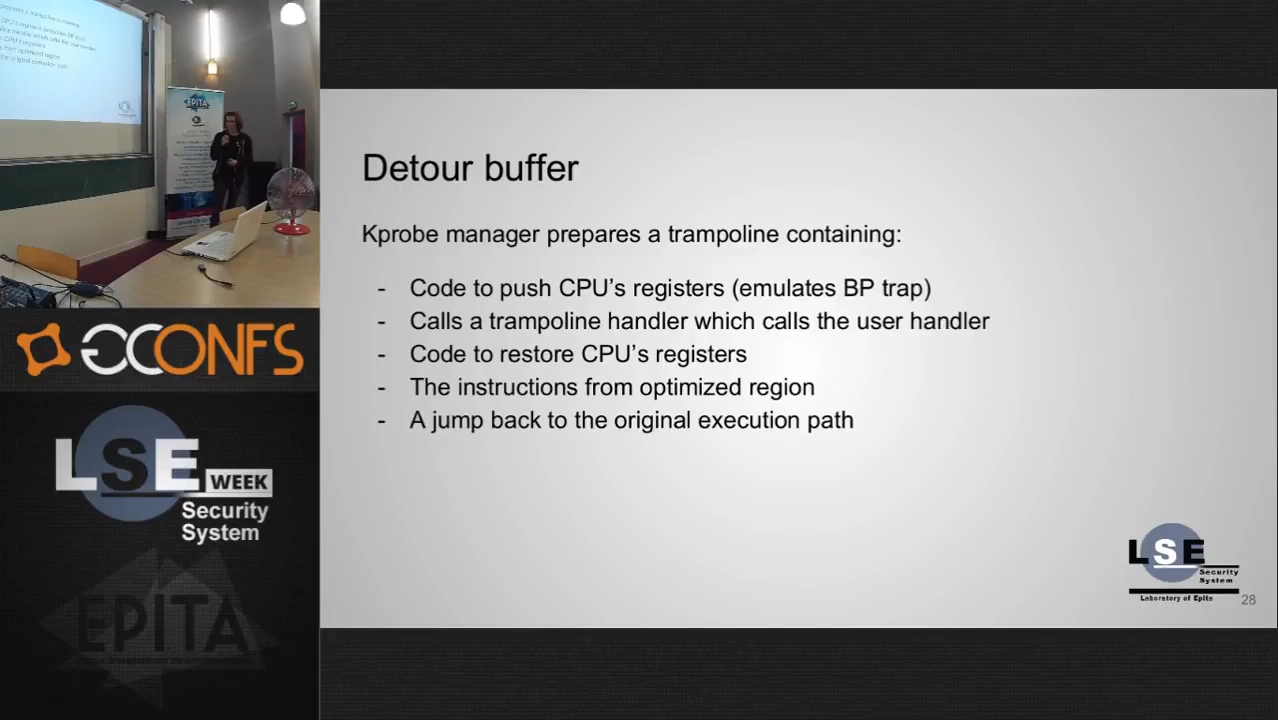 Detour buffer
Kprobe manager prepares a trampoline containing:
- Code to push CPU's registers (emulates BP trap)
- Calls a trampoline handler which calls the user handler
- Code to restore CPU's registers
- The instructions from optimized region
- A jump back to the original execution path
LSE
Security
System
Laboratory of Epita
28
EPITA
GCONFS
LSE WEEK
Security
System
EPITA